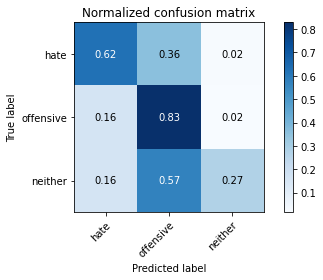 Normalized confusion matrix
True label
hate
0.62 0.36 0.02
offensive
0.16 0.83 0.02
neither
0.16 0.57 0.27
hate
offensive
neither
Predicted label
0.8
0.7
0.6
0.5
0.4
0.3
0.2
0.1